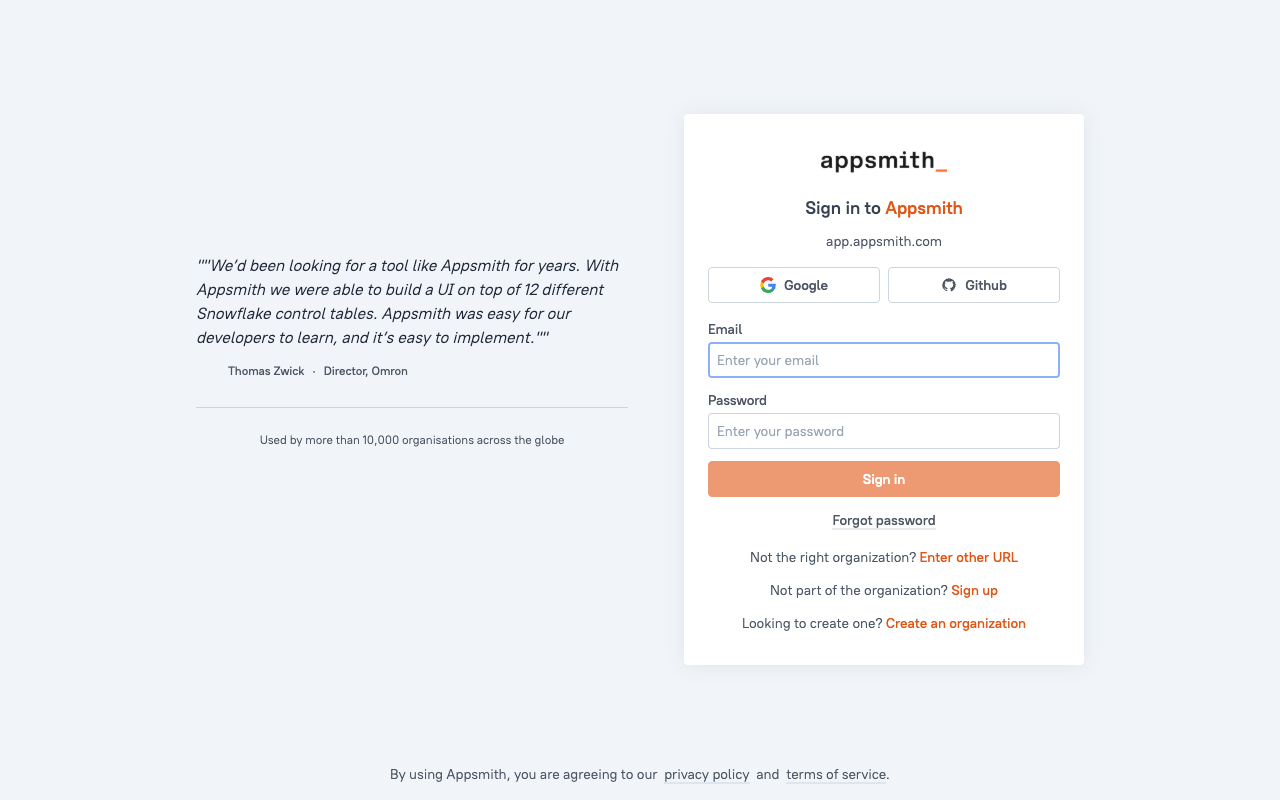 ""We'd been looking for a tool like Appsmith for years. With
Appsmith we were able to build a UI on top of 12 different
Snowflake control tables. Appsmith was easy for our
developers to learn, and it's easy to implement.""
Thomas Zwick · Director, Omron
Used by more than 10,000 organisations across the globe
appsmith_
Sign in to Appsmith
app.appsmith.com
Google Github
Email
Enter your email
Password
Enter your password
Sign in
Forgot password
Not the right organization? Enter other URL
Not part of the organization? Sign up
Looking to create one? Create an organization
By using Appsmith, you are agreeing to our privacy policy and terms of service.